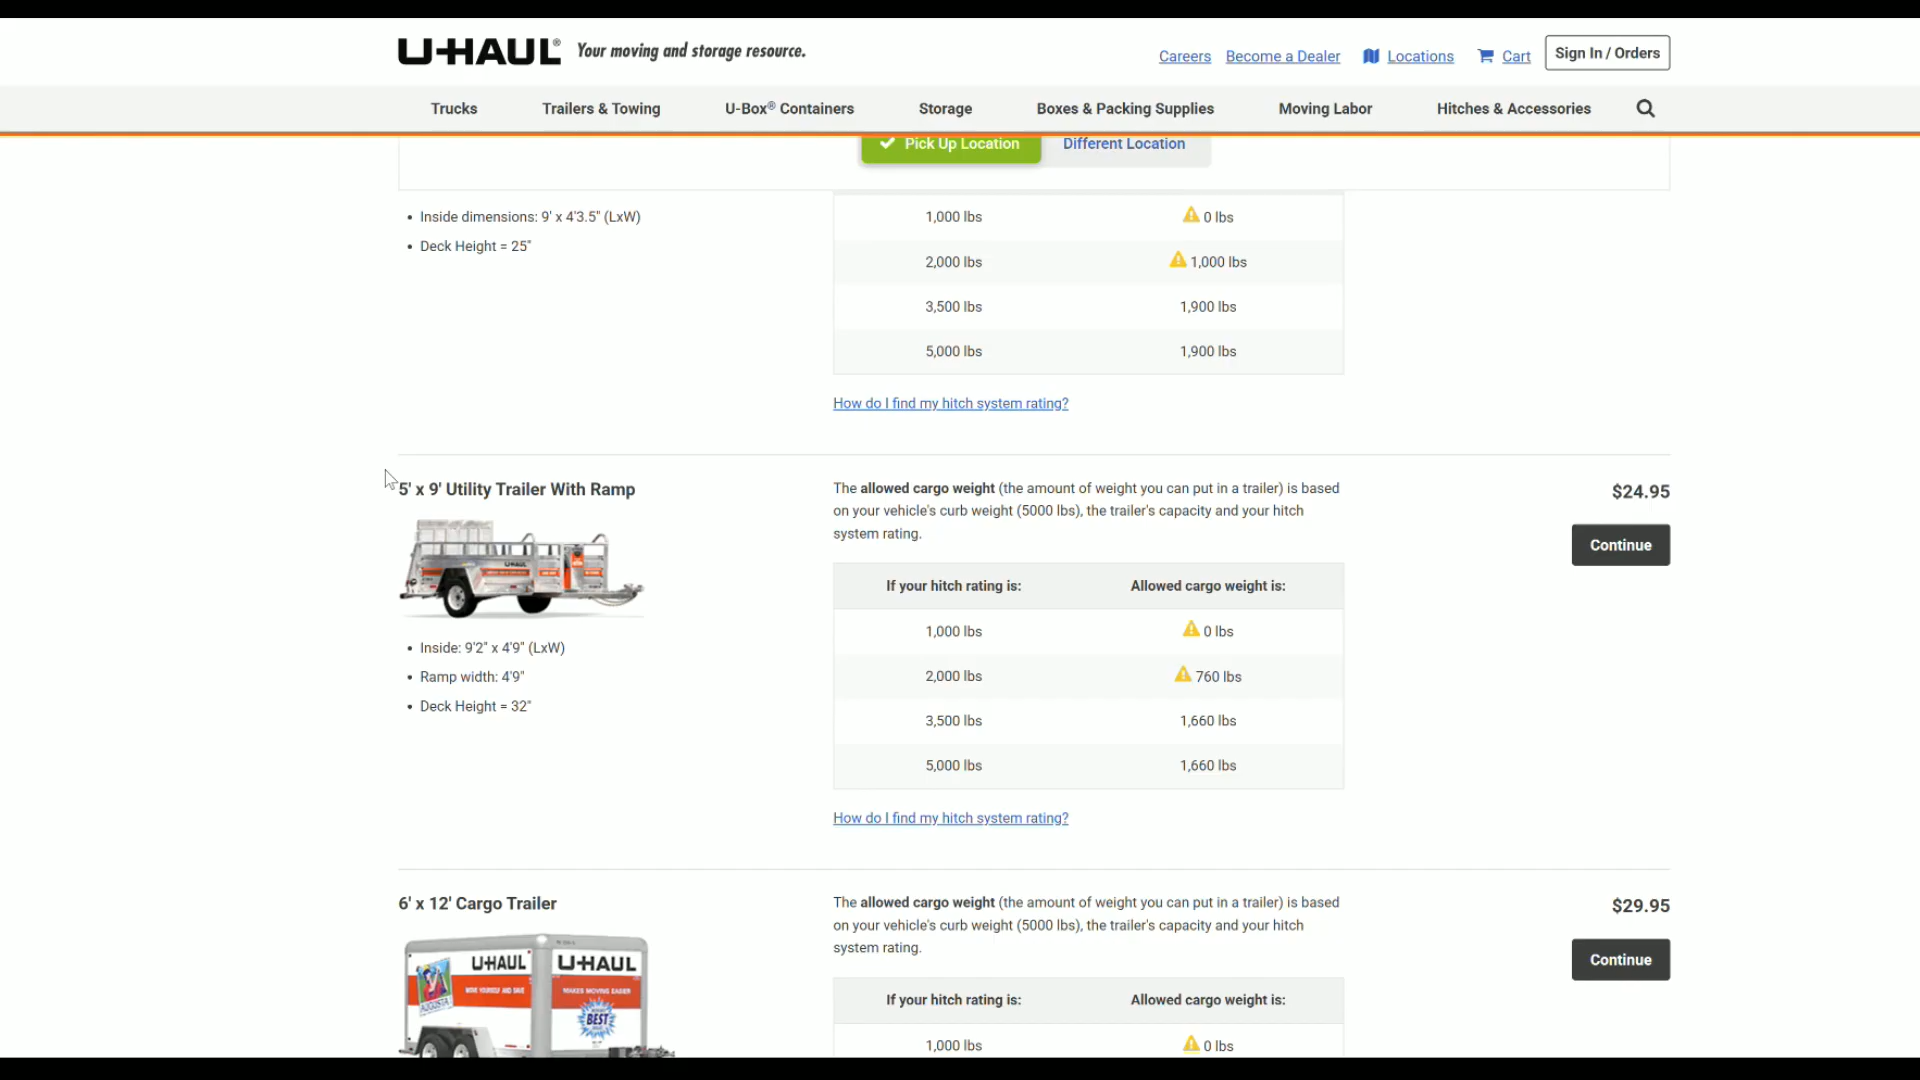 U-HAUL® Your moving and storage resource.
Careers Become a Dealer Locations Cart Sign In / Orders
Trucks Trailers & Towing U-Box® Containers Storage Boxes & Packing Supplies Moving Labor Hitches & Accessories
Pick Up Location Different Location
• Inside dimensions: 9' x 4'3.5" (LxW)
• Deck Height = 25"
1,000 lbs 0 lbs
2,000 lbs 1,000 lbs
3,500 lbs 1,900 lbs
5,000 lbs 1,900 lbs
How do I find my hitch system rating?
5' x 9' Utility Trailer With Ramp
U-HAUL
• Inside: 9'2" x 4'9" (LxW)
• Ramp width: 4'9"
• Deck Height = 32"
The allowed cargo weight (the amount of weight you can put in a trailer) is based
on your vehicle's curb weight (5000 lbs), the trailer's capacity and your hitch
system rating.
If your hitch rating is: Allowed cargo weight is:
1,000 lbs 0 lbs
2,000 lbs 760 lbs
3,500 lbs 1,660 lbs
5,000 lbs 1,660 lbs
How do I find my hitch system rating?
$24.95
Continue
6' x 12' Cargo Trailer
U-HAUL U-HAUL
MOVE YOURSELF AND SAVE MAKES MOVING EASIER
AUGUSTA
BEST
The allowed cargo weight (the amount of weight you can put in a trailer) is based
on your vehicle's curb weight (5000 lbs), the trailer's capacity and your hitch
system rating.
If your hitch rating is: Allowed cargo weight is:
1,000 lbs 0 lbs
$29.95
Continue